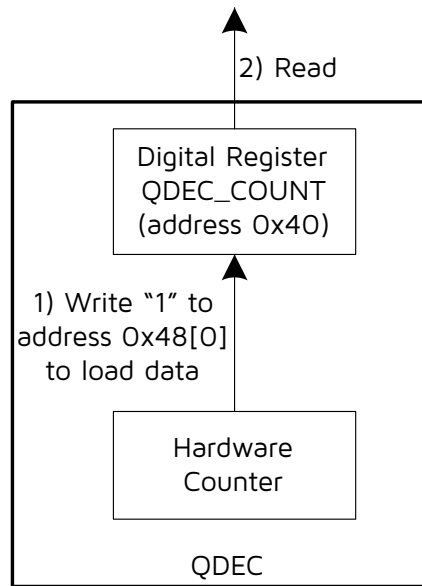 2) Read
Digital Register
QDEC_COUNT
(address 0x40)
1) Write “1” to
address 0x48[0]
to load data
Hardware
Counter
QDEC